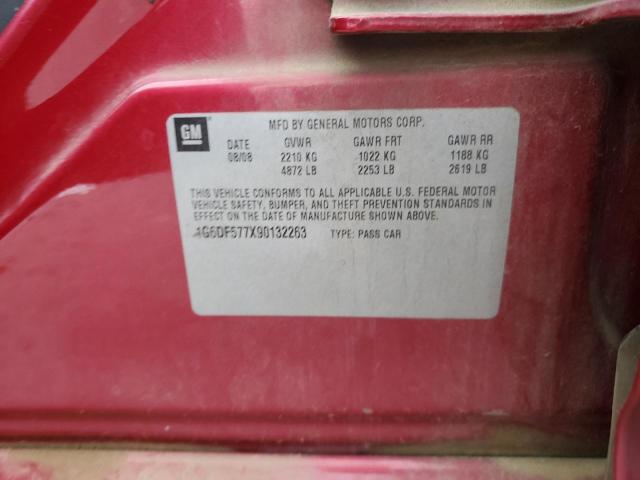 GM
MFD BY GENERAL MOTORS CORP.
DATE GVWR GAWR FRT GAWR RR
08/08 2210 KG 1022 KG 1188 KG
4872 LB 2253 LB 2619 LB
THIS VEHICLE CONFORMS TO ALL APPLICABLE U.S. FEDERAL MOTOR
VEHICLE SAFETY, BUMPER, AND THEFT PREVENTION STANDARDS IN
EFFECT ON THE DATE OF MANUFACTURE SHOWN ABOVE.
1G6DF577X90132263 TYPE: PASS CAR